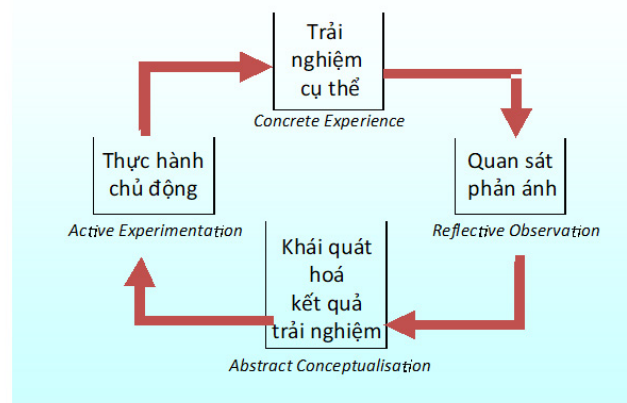 Trải
nghiệm
cụ thể
Concrete Experience
Thực hành
chủ động
Active Experimentation
Quan sát
phản ánh
Reflective Observation
Khái quát
hoá
kết quả
trải nghiệm
Abstract Conceptualisation